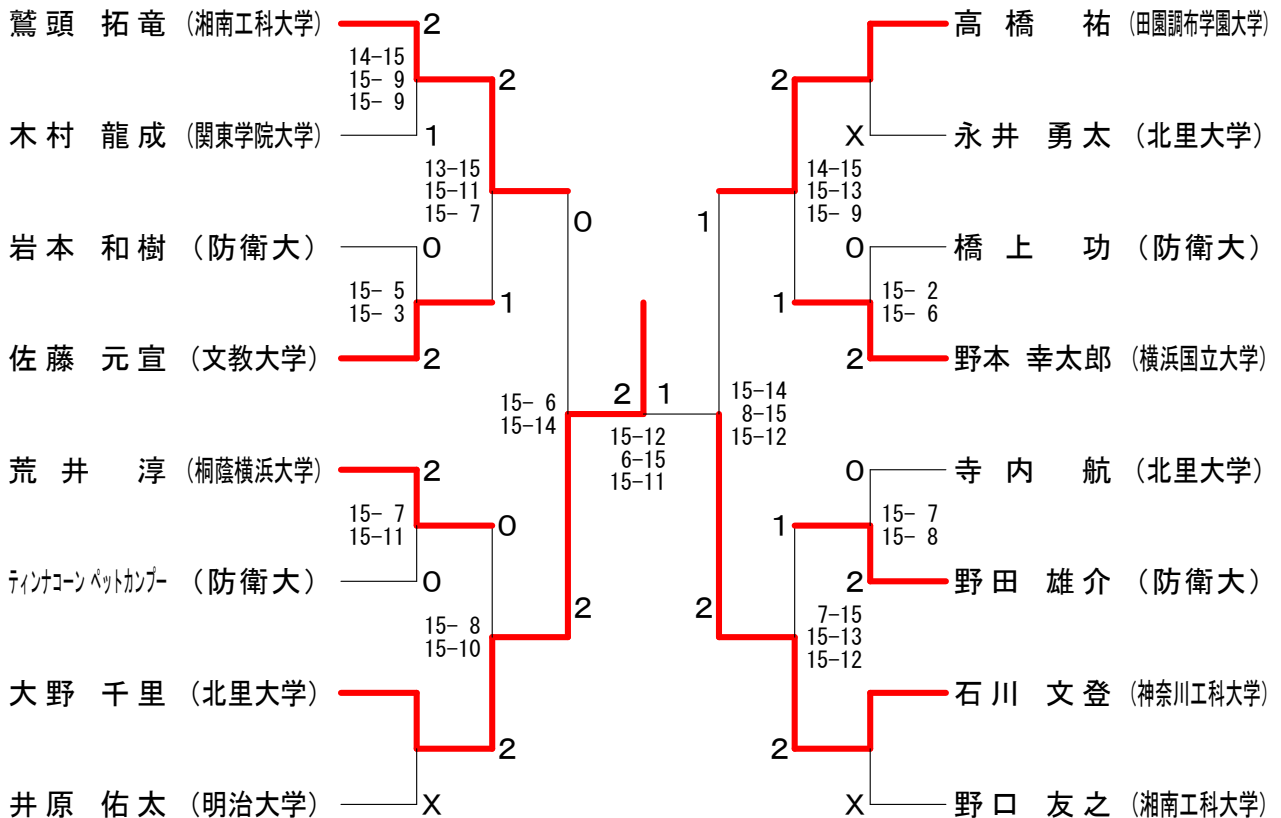 鷲頭 拓竜 (湘南工科大学) 2
14-15
15- 9
15- 9
2
木村 龍成 (関東学院大学) 1
13-15
15-11
15- 7
0
岩本 和樹 (防衛大) 0
15- 5
15- 3
1
佐藤 元宣 (文教大学) 2
15- 6
15-14
荒井 淳 (桐蔭横浜大学) 2
15- 7
15-11
0
ティンナコーン ペットカンプー (防衛大) 0
15- 8
15-10
2
大野 千里 (北里大学)
2
井原 佑太 (明治大学) X
2 1
15-12
6-15
15-11
高橋 祐 (田園調布学園大学)
2
X 永井 勇太 (北里大学)
14-15
15-13
15- 9
1
0 橋上 功 (防衛大)
15- 2
15- 6
1
2 野本 幸太郎 (横浜国立大学)
15-14
8-15
15-12
0 寺内 航 (北里大学)
15- 7
15- 8
1
2 野田 雄介 (防衛大)
7-15
15-13
15-12
2
石川 文登 (神奈川工科大学)
2
X 野口 友之 (湘南工科大学)